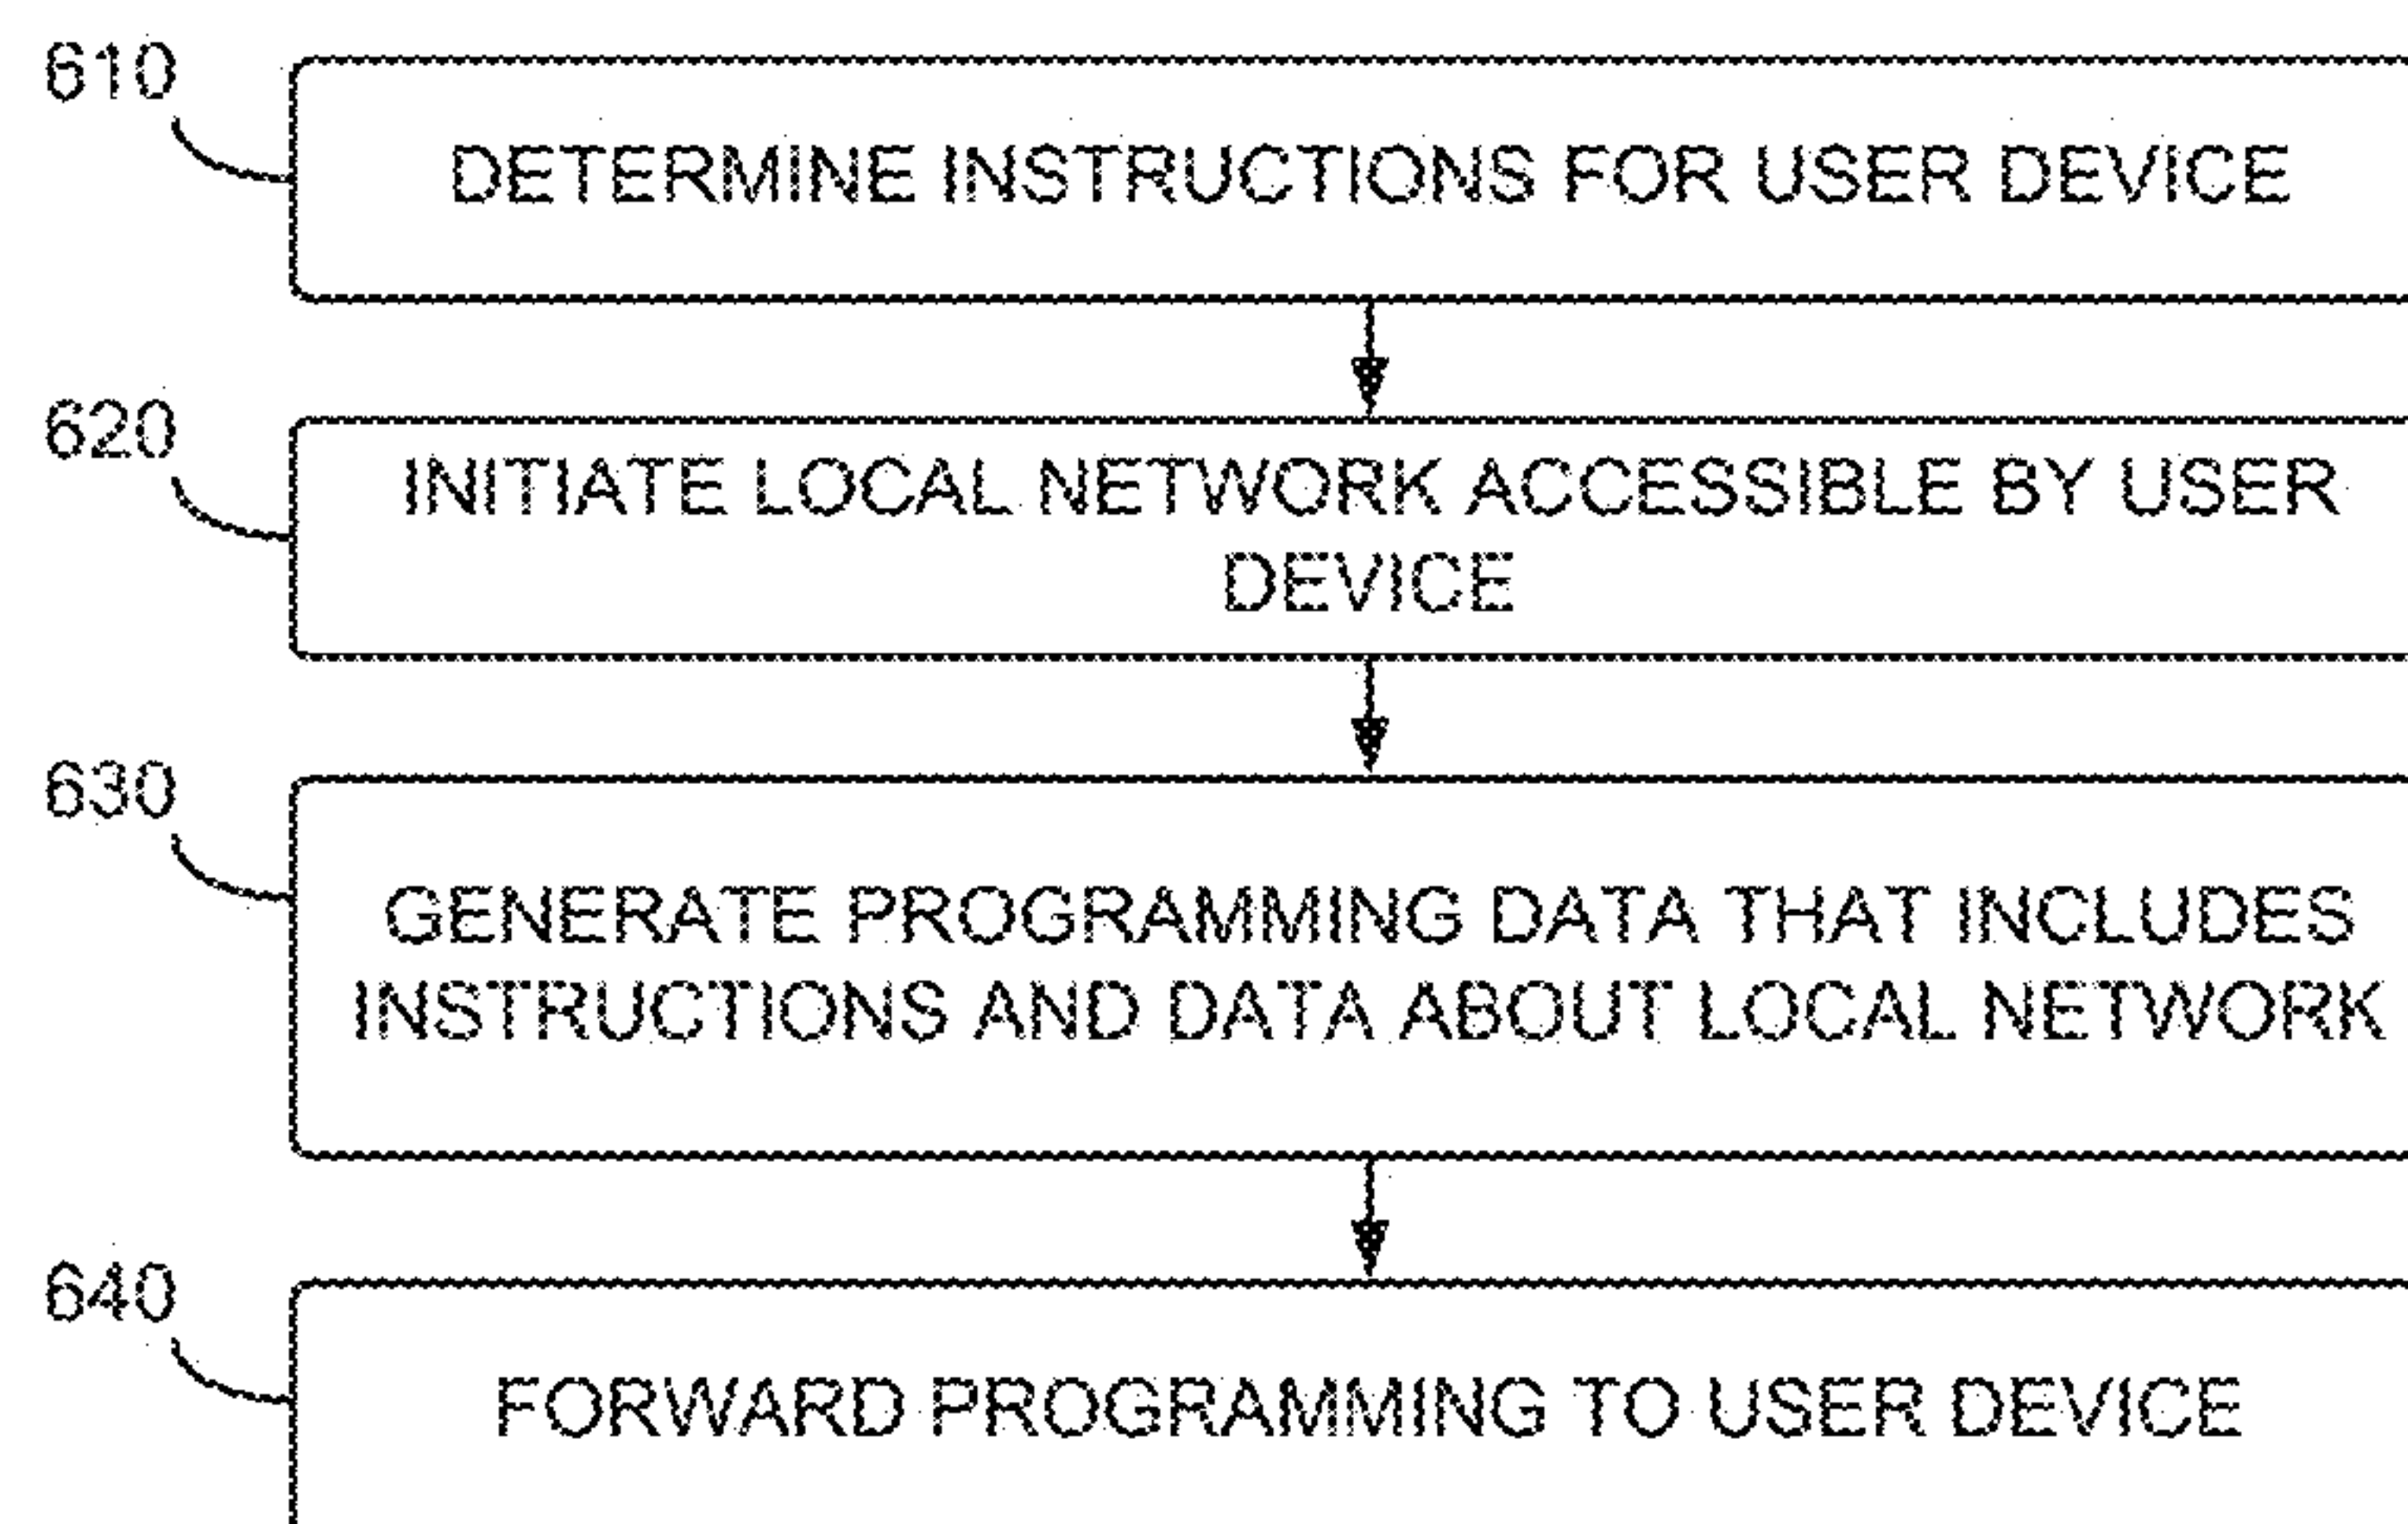 610
DETERMINE INSTRUCTIONS FOR USER DEVICE
620
INITIATE LOCAL NETWORK ACCESSIBLE BY USER
DEVICE
630
GENERATE PROGRAMMING DATA THAT INCLUDES
INSTRUCTIONS AND DATA ABOUT LOCAL NETWORK
640
FORWARD PROGRAMMING TO USER DEVICE